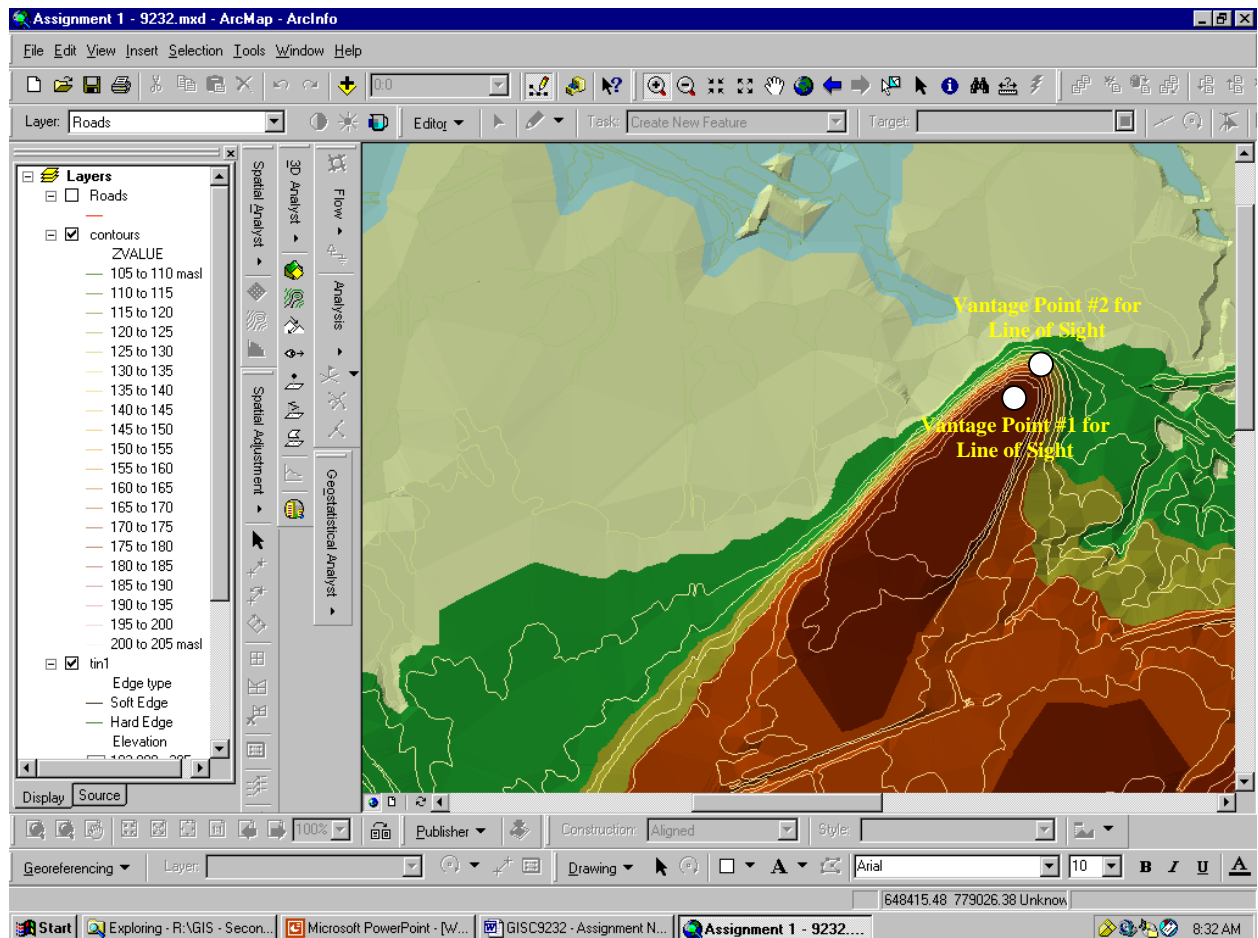 Assignment 1 - 9232.mxd - ArcMap - ArcInfo
File Edit View Insert Selection Tools Window Help
0:0
Layer: Roads
Editor
Task: Create New Feature
Target:
Layers
Roads
contours
ZVALUE
105 to 110 masl
110 to 115
115 to 120
120 to 125
125 to 130
130 to 135
135 to 140
140 to 145
145 to 150
150 to 155
155 to 160
160 to 165
165 to 170
170 to 175
175 to 180
180 to 185
185 to 190
190 to 195
195 to 200
200 to 205 masl
tin1
Edge type
Soft Edge
Hard Edge
Elevation
Display Source
Spatial Analyst
Spatial Adjustment
3D Analyst
Flow
Analysis
Geostatistical Analyst
Vantage Point #2 for
Line of Sight
Vantage Point #1 for
Line of Sight
100%
Publisher
Construction: Aligned
Style:
Georeferencing
Layer:
Drawing
A
Arial
10
B I U A
648415.48 779026.38 Unknow
Start
Exploring - R:\GIS - Secon...
Microsoft PowerPoint - [W...
GISC9232 - Assignment N...
Assignment 1 - 9232....
8:32 AM